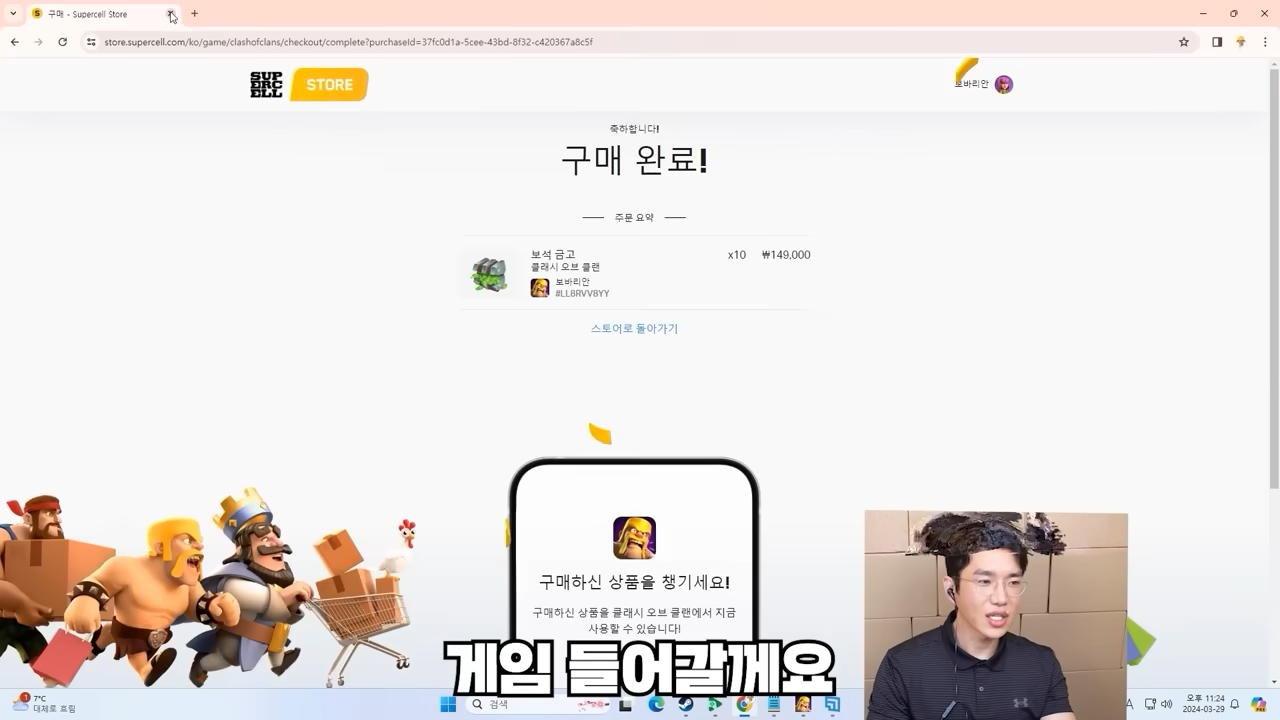 구매 - Supercell Store
store.supercell.com/ko/game/clashofclans/checkout/complete?purchaseId=37fc0d1a-5cee-43bd-8f32-c420367a8c5f
SUPERCELL
STORE
보바리안
축하합니다!
구매 완료!
주문 요약
보석 금고 x10 ₩149,000
클래시 오브 클랜
보바리안
#LL8RVV8YY
스토어로 돌아가기
구매하신 상품을 챙기세요!
구매하신 상품을 클래시 오브 클랜에서 지금
사용할 수 있습니다!
게임 들어갈께요
1
7°C
대체로 흐림
검색
오후 11:24
2024-03-29